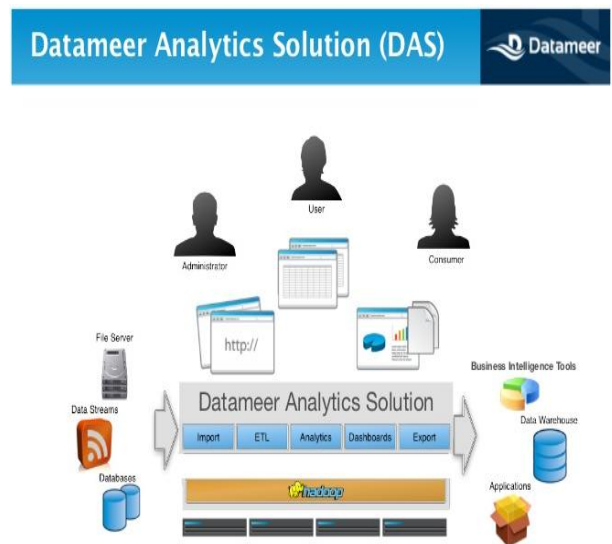 Datameer Analytics Solution (DAS)
Datameer
User
Administrator
Consumer
http://
File Server
Data Streams
Databases
Datameer Analytics Solution
Import
ETL
Analytics
Dashboards
Export
hadoop
Business Intelligence Tools
Data Warehouse
Applications